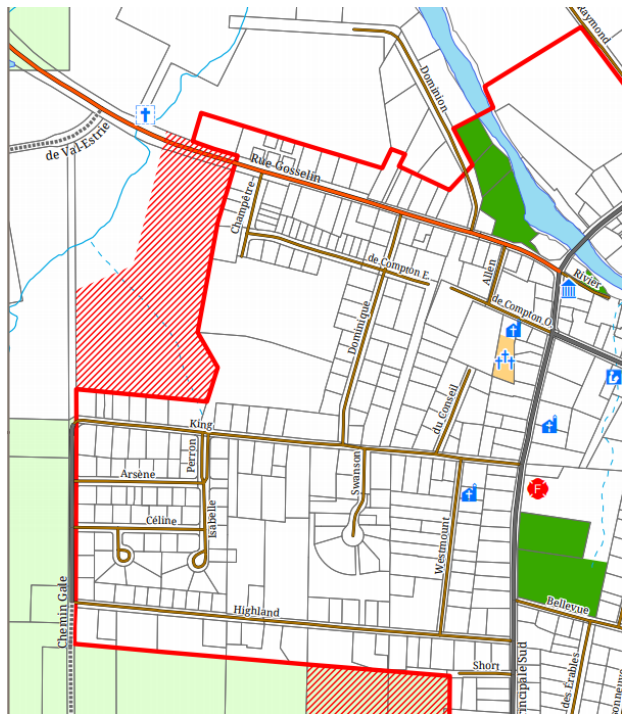 Raymond
Dominion
de Val-Estrie
Rue Gosselin
Champêtre
de Compton E.
Allen
Rivier
de Compton O.
Dominique
du Conseil
King
Perron
Arsène
Swanson
Isabelle
Céline
Westmount
Chemin Gale
Highland
Bellevue
Short
rincipale Sud
des Érables
F